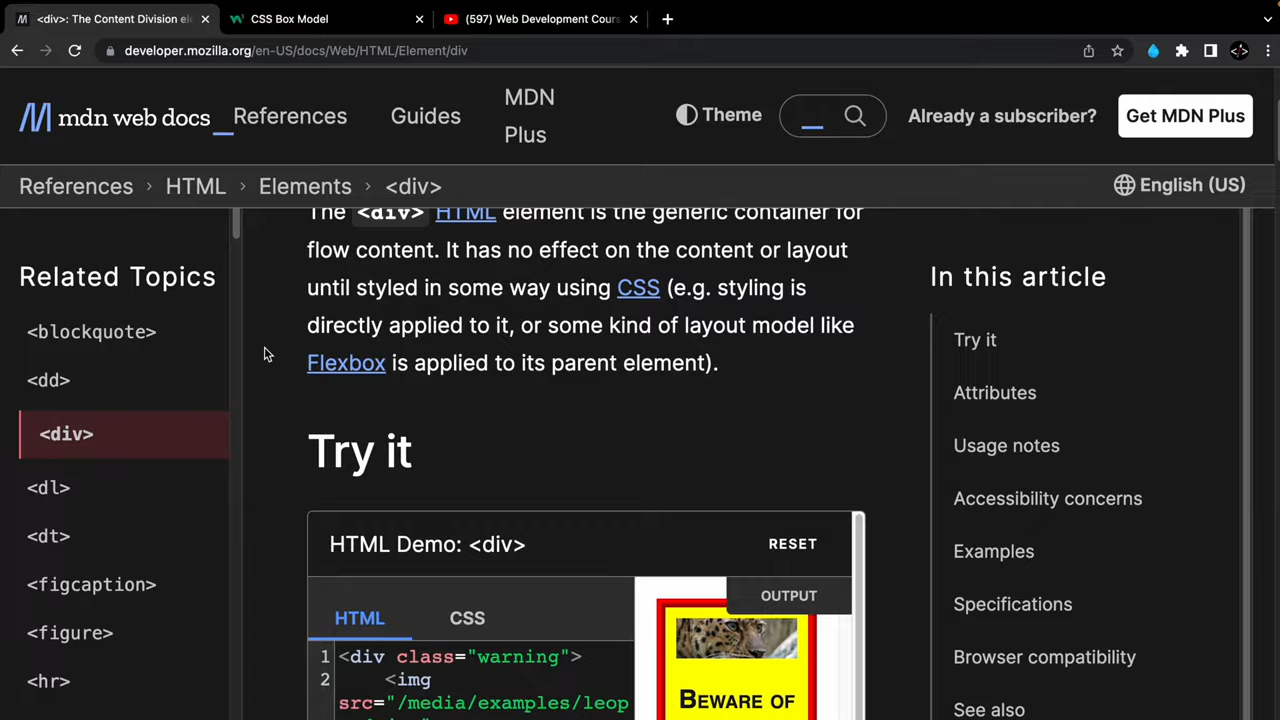 <div>: The Content Division el
CSS Box Model
(597) Web Development Cours
developer.mozilla.org/en-US/docs/Web/HTML/Element/div
mdn web docs
References
Guides
MDN
Plus
Theme
Already a subscriber?
Get MDN Plus
References › HTML › Elements › <div>
English (US)
Related Topics
<blockquote>
<dd>
<div>
<dl>
<dt>
<figcaption>
<figure>
<hr>
The <div> HTML element is the generic container for
flow content. It has no effect on the content or layout
until styled in some way using CSS (e.g. styling is
directly applied to it, or some kind of layout model like
Flexbox is applied to its parent element).
Try it
HTML Demo: <div>
RESET
HTML
CSS
OUTPUT
1 <div class="warning">
2 <img
src="/media/examples/leop
BEWARE OF
In this article
Try it
Attributes
Usage notes
Accessibility concerns
Examples
Specifications
Browser compatibility
See also